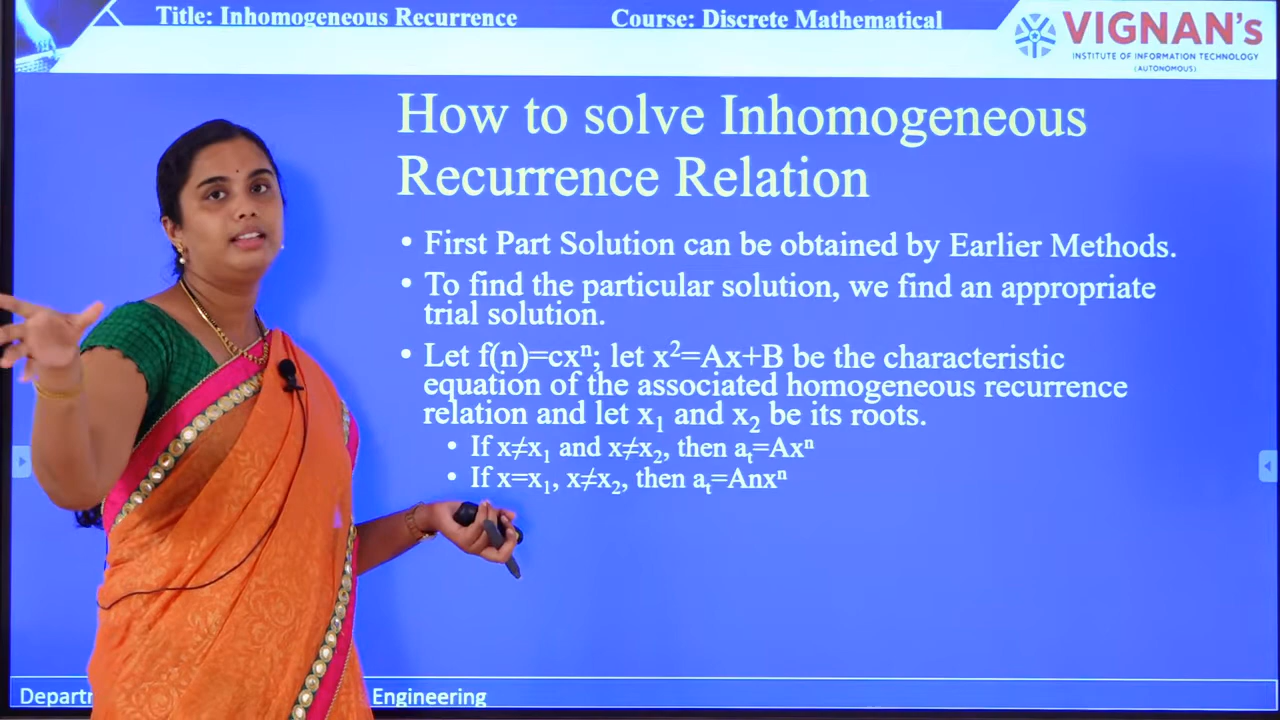 Title: Inhomogeneous Recurrence
Course: Discrete Mathematical
VIGNAN's
INSTITUTE OF INFORMATION TECHNOLOGY
(AUTONOMOUS)
How to solve Inhomogeneous
Recurrence Relation
• First Part Solution can be obtained by Earlier Methods.
• To find the particular solution, we find an appropriate
trial solution.
• Let f(n)=cxⁿ; let x²=Ax+B be the characteristic
equation of the associated homogeneous recurrence
relation and let x₁ and x₂ be its roots.
• If x≠x₁ and x≠x₂, then aₜ=Axⁿ
• If x=x₁, x≠x₂, then aₜ=Anxⁿ
Engineering